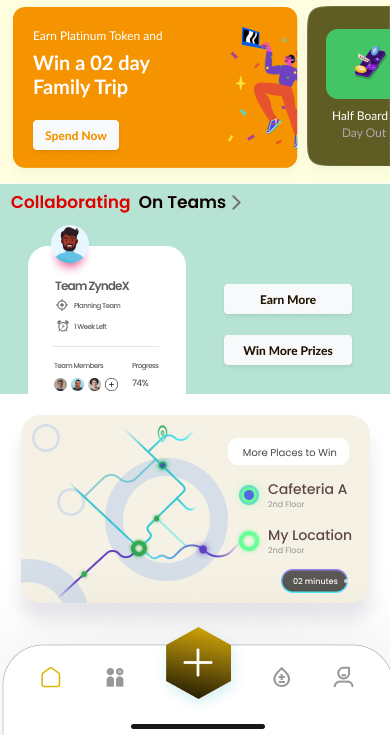 Earn Platinum Token and
Win a 02 day
Family Trip
Spend Now
Half Board
Day Out
Collaborating On Teams
Team ZyndeX
Planning Team
1 Week Left
Team Members
Progress
74%
Earn More
Win More Prizes
More Places to Win
Cafeteria A
2nd Floor
My Location
2nd Floor
02 minutes